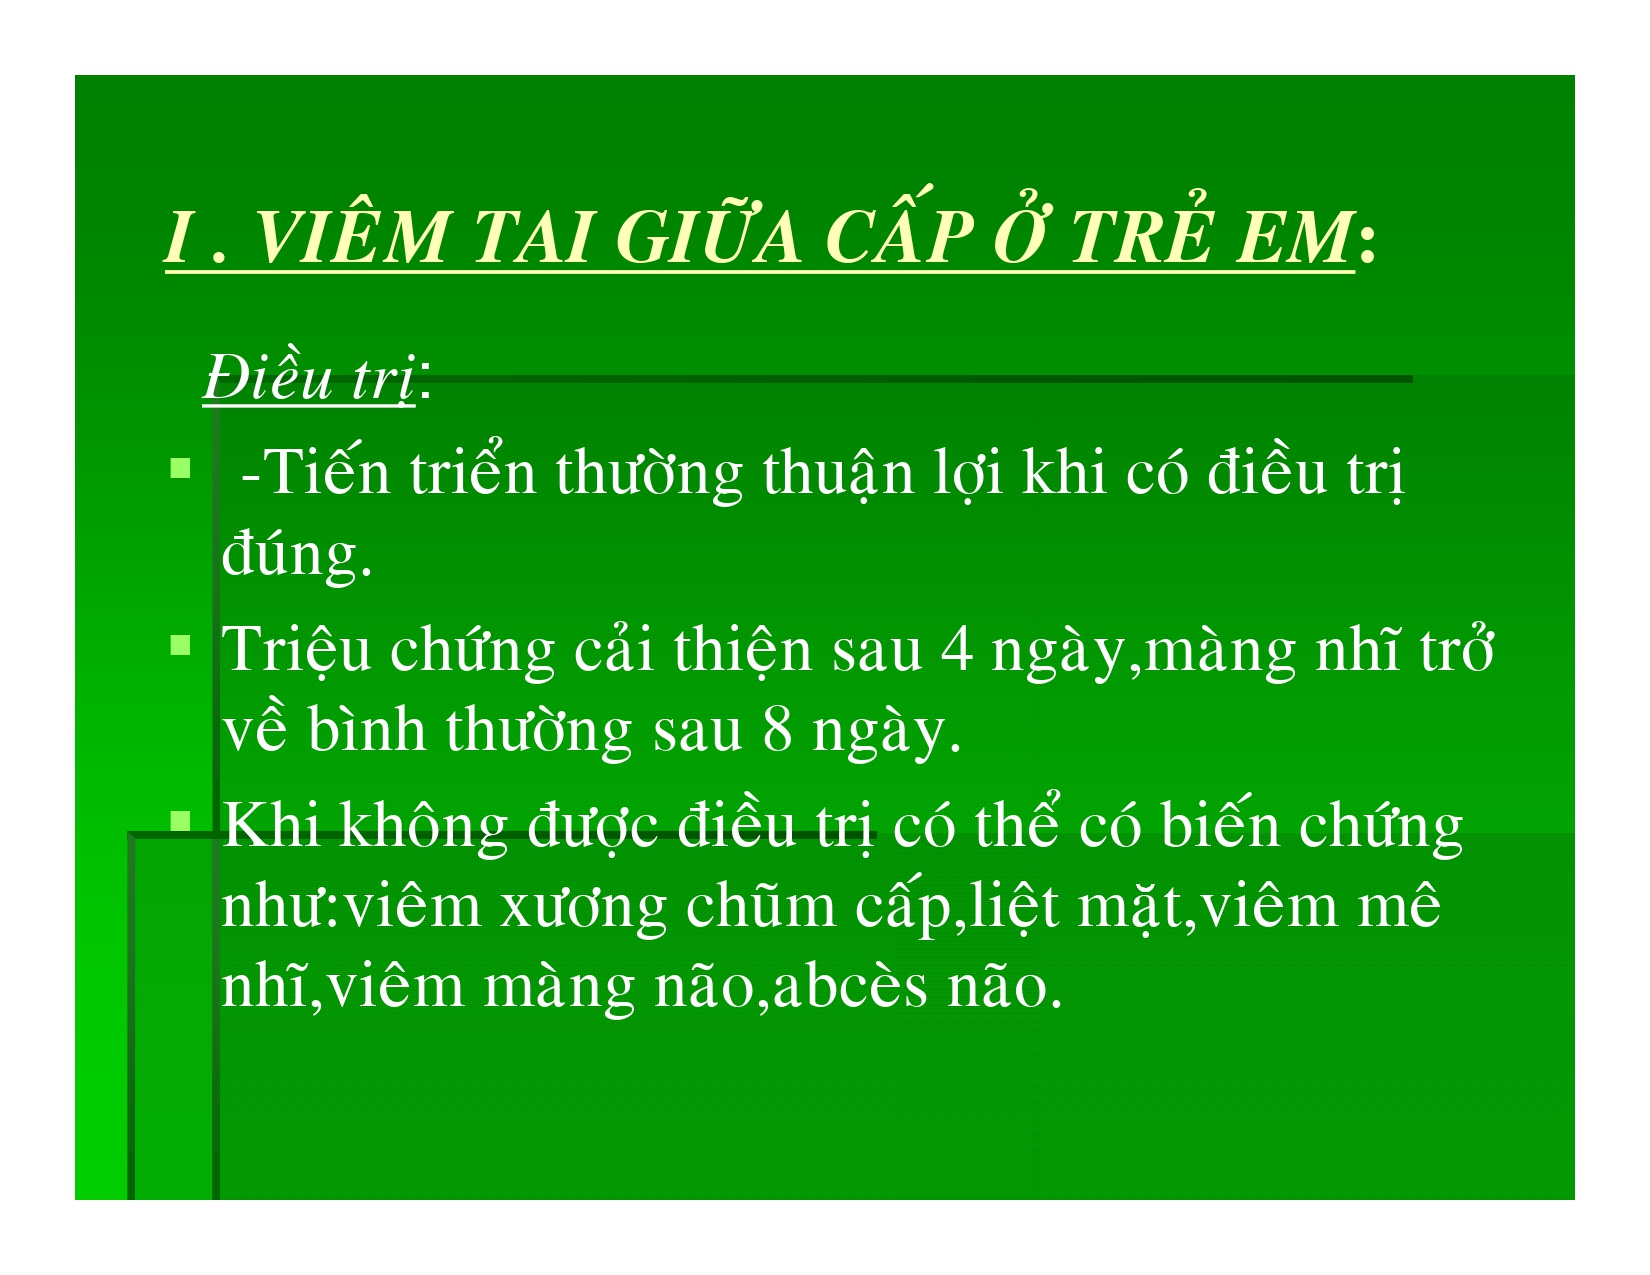 I . VIÊM TAI GIỮA CẤP Ở TRẺ EM:
Điều trị:
-Tiến triển thường thuận lợi khi có điều trị
đúng.
Triệu chứng cải thiện sau 4 ngày,màng nhĩ trở
về bình thường sau 8 ngày.
Khi không được điều trị có thể có biến chứng
như:viêm xương chũm cấp,liệt mặt,viêm mê
nhĩ,viêm màng não,abcès não.